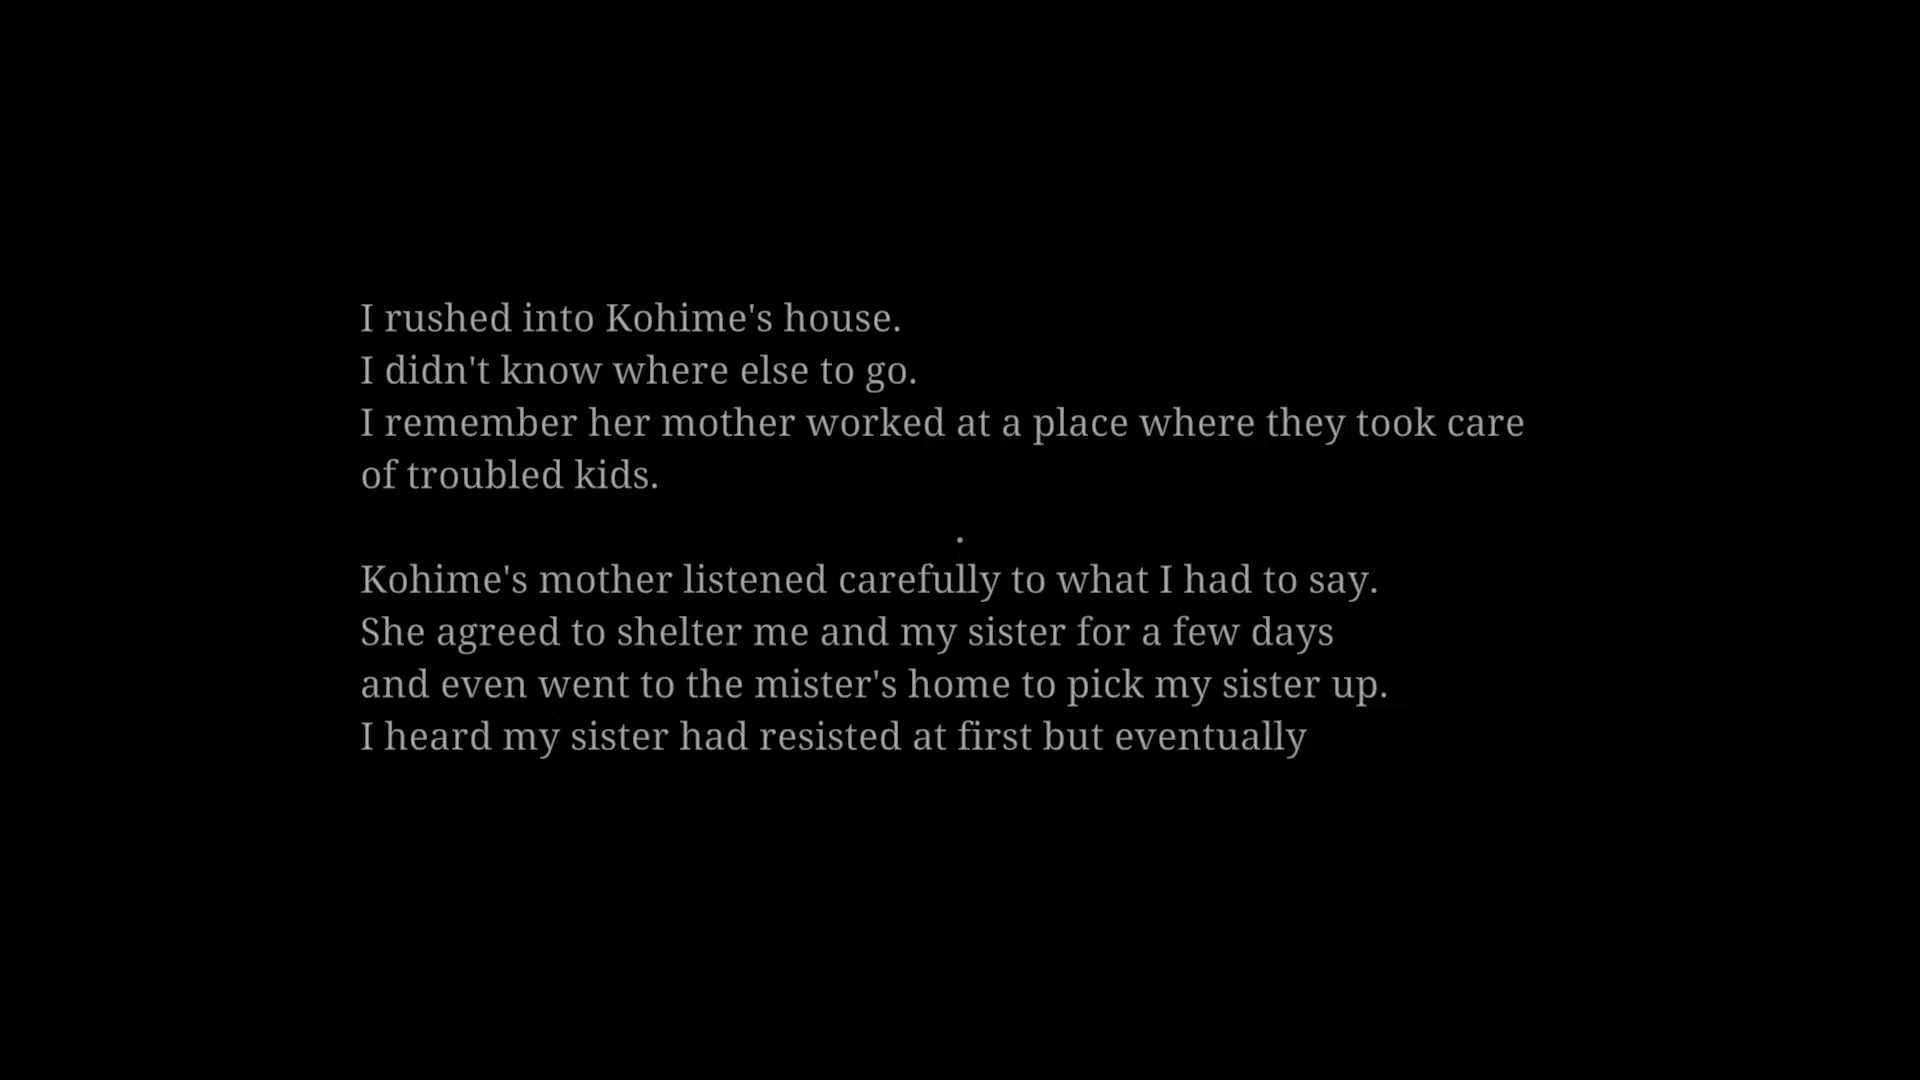 I rushed into Kohime's house.
I didn't know where else to go.
I remember her mother worked at a place where they took care
of troubled kids.
.
Kohime's mother listened carefully to what I had to say.
She agreed to shelter me and my sister for a few days
and even went to the mister's home to pick my sister up.
I heard my sister had resisted at first but eventually